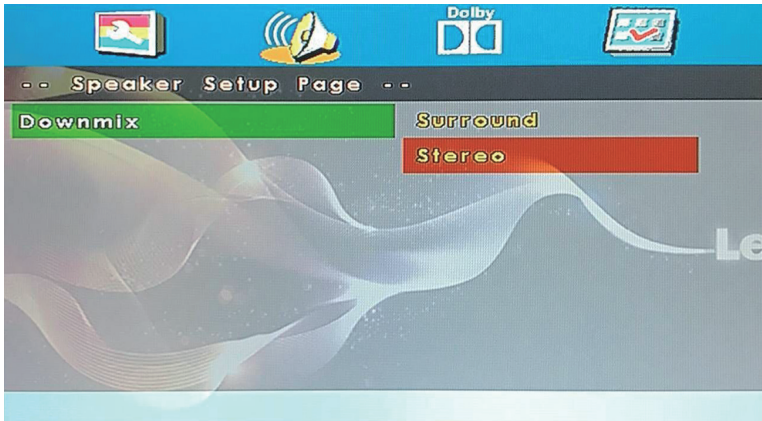 Dolby
-- Speaker Setup Page --
Downmix
Surround
Stereo
Le